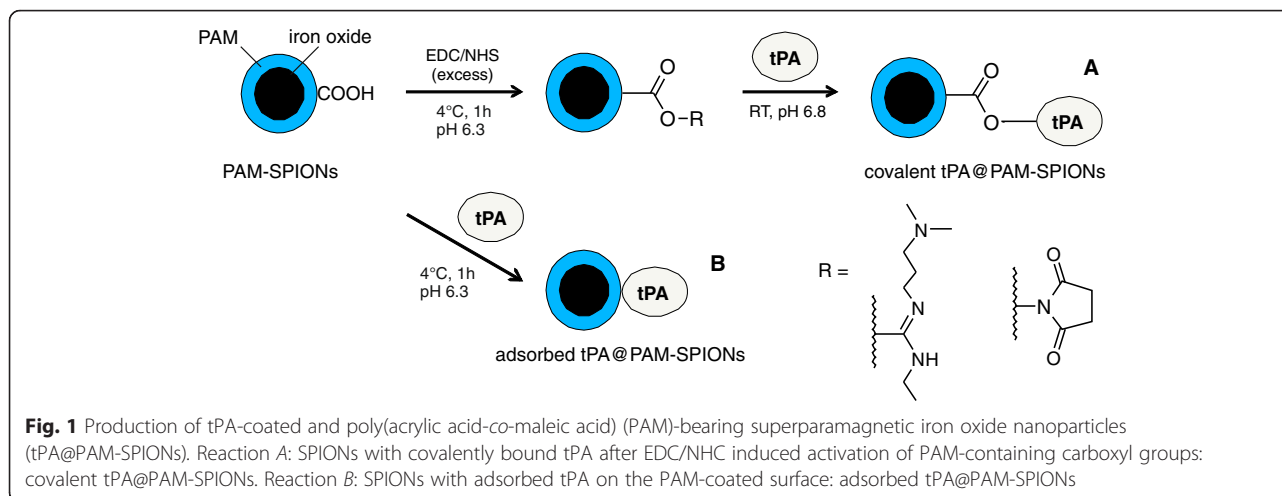 PAM
iron oxide
COOH
PAM-SPIONs
EDC/NHS
(excess)
4°C, 1h
pH 6.3
O
O–R
tPA
RT, pH 6.8
A
O
O
tPA
covalent tPA@PAM-SPIONs
tPA
4°C, 1h
pH 6.3
B
tPA
adsorbed tPA@PAM-SPIONs
R =
N
N
NH
O
N
O
Fig. 1 Production of tPA-coated and poly(acrylic acid-co-maleic acid) (PAM)-bearing superparamagnetic iron oxide nanoparticles
(tPA@PAM-SPIONs). Reaction A: SPIONs with covalently bound tPA after EDC/NHC induced activation of PAM-containing carboxyl groups:
covalent tPA@PAM-SPIONs. Reaction B: SPIONs with adsorbed tPA on the PAM-coated surface: adsorbed tPA@PAM-SPIONs